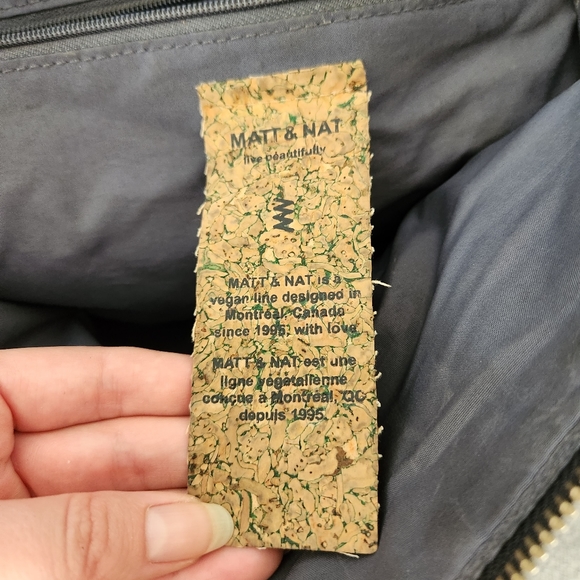 MATT & NAT
live beautifully
MATT & NAT is a
vegan line designed in
Montréal, Canada
since 1995, with love
MATT & NAT est une
ligne végétalienne
conçue à Montréal, QC
depuis 1995.